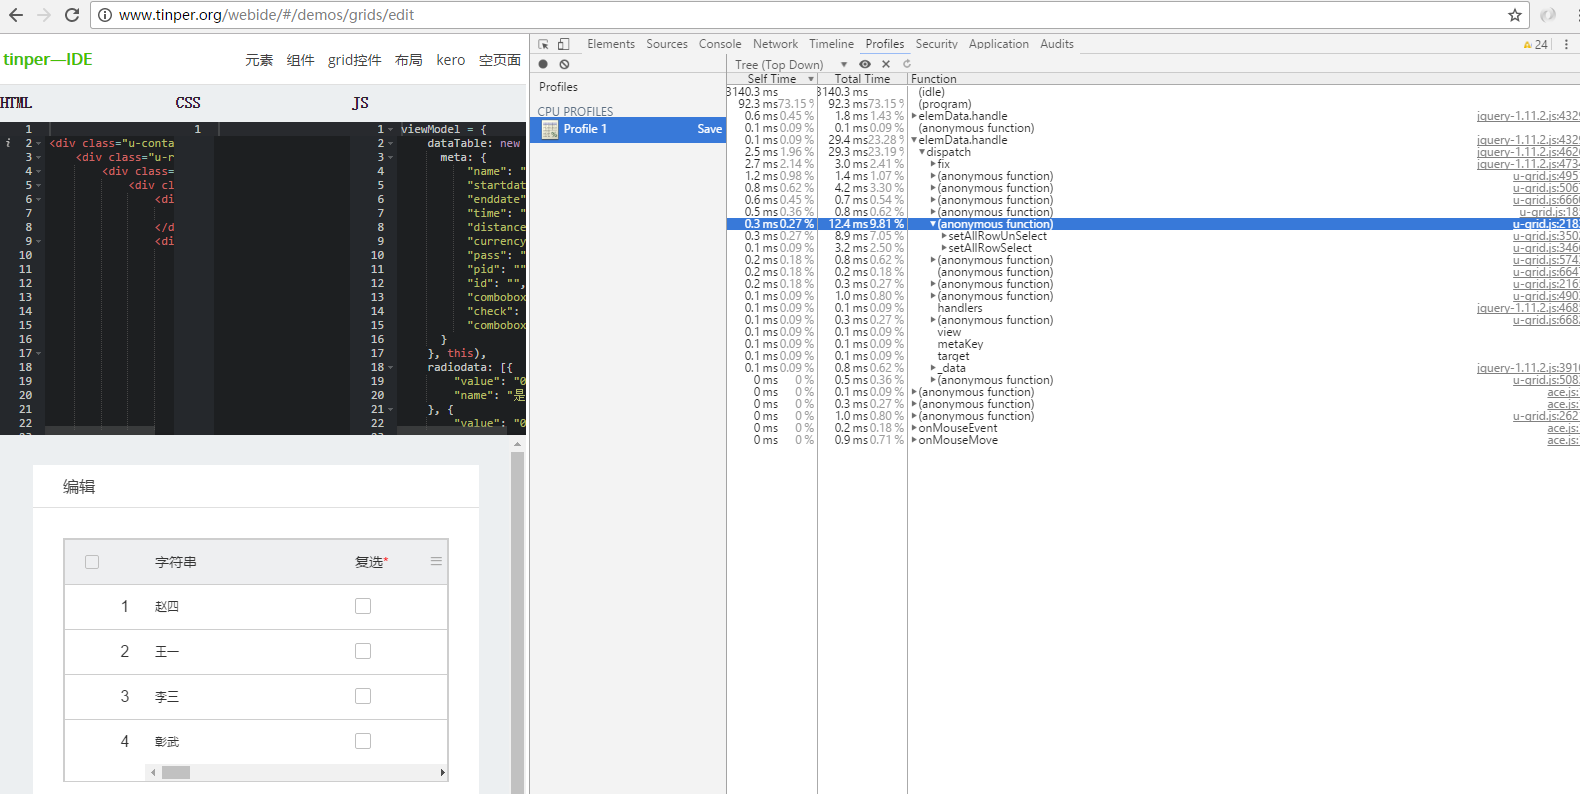 www.tinper.org/webide/#/demos/grids/edit
tinper—IDE
元素 组件 grid控件 布局 kero 空页面
HTML CSS JS
1
i 2 <div class="u-conta
3 <div class="u-r
4 <div class=
5 <div cl
6 <di
7
8 </d
9 <di
10
11
12
13
14
15
16
17
18
19
20
21
22
1
1 viewModel = {
2 dataTable: new
3 meta: {
4 "name": "
5 "startdat
6 "enddate"
7 "time": "
8 "distance
9 "currency
10 "pass": "
11 "pid": ""
12 "id": "",
13 "combobox
14 "check":
15 "combobox
16 }
17 }, this),
18 radiodata: [{
19 "value": "0
20 "name": "是
21 }, {
22 "value": "0
编辑
字符串 复选*
1 赵四
2 王一
3 李三
4 彰武
Elements Sources Console Network Timeline Profiles Security Application Audits 24
Profiles
CPU PROFILES
Profile 1 Save
Tree (Top Down)
Self Time Total Time Function
3140.3 ms 3140.3 ms (idle)
92.3 ms 73.15 % 92.3 ms 73.15 % (program)
0.6 ms 0.45 % 1.8 ms 1.43 % elemData.handle jquery-1.11.2.js:432
0.1 ms 0.09 % 0.1 ms 0.09 % (anonymous function)
0.1 ms 0.09 % 29.4 ms 23.28 % elemData.handle jquery-1.11.2.js:432
2.5 ms 1.96 % 29.3 ms 23.19 % dispatch jquery-1.11.2.js:462
2.7 ms 2.14 % 3.0 ms 2.41 % fix jquery-1.11.2.js:473
1.2 ms 0.98 % 1.4 ms 1.07 % (anonymous function) u-grid.js:495
0.8 ms 0.62 % 4.2 ms 3.30 % (anonymous function) u-grid.js:506
0.6 ms 0.45 % 0.7 ms 0.54 % (anonymous function) u-grid.js:666
0.5 ms 0.36 % 0.8 ms 0.62 % (anonymous function) u-grid.js:18
0.3 ms 0.27 % 12.4 ms 9.81 % (anonymous function) u-grid.js:218
0.3 ms 0.27 % 8.9 ms 7.05 % setAllRowUnSelect u-grid.js:350
0.1 ms 0.09 % 3.2 ms 2.50 % setAllRowSelect u-grid.js:346
0.2 ms 0.18 % 0.8 ms 0.62 % (anonymous function) u-grid.js:574
0.2 ms 0.18 % 0.2 ms 0.18 % (anonymous function) u-grid.js:664
0.2 ms 0.18 % 0.3 ms 0.27 % (anonymous function) u-grid.js:216
0.1 ms 0.09 % 1.0 ms 0.80 % (anonymous function) u-grid.js:490
0.1 ms 0.09 % 0.1 ms 0.09 % handlers jquery-1.11.2.js:468
0.1 ms 0.09 % 0.3 ms 0.27 % (anonymous function) u-grid.js:668
0.1 ms 0.09 % 0.1 ms 0.09 % view
0.1 ms 0.09 % 0.1 ms 0.09 % metaKey
0.1 ms 0.09 % 0.1 ms 0.09 % target
0.1 ms 0.09 % 0.8 ms 0.62 % _data jquery-1.11.2.js:391
0 ms 0 % 0.5 ms 0.36 % (anonymous function) u-grid.js:508
0 ms 0 % 0.1 ms 0.09 % (anonymous function) ace.js:
0 ms 0 % 0.3 ms 0.27 % (anonymous function) ace.js:
0 ms 0 % 1.0 ms 0.80 % (anonymous function) u-grid.js:262
0 ms 0 % 0.2 ms 0.18 % onMouseEvent ace.js:
0 ms 0 % 0.9 ms 0.71 % onMouseMove ace.js: